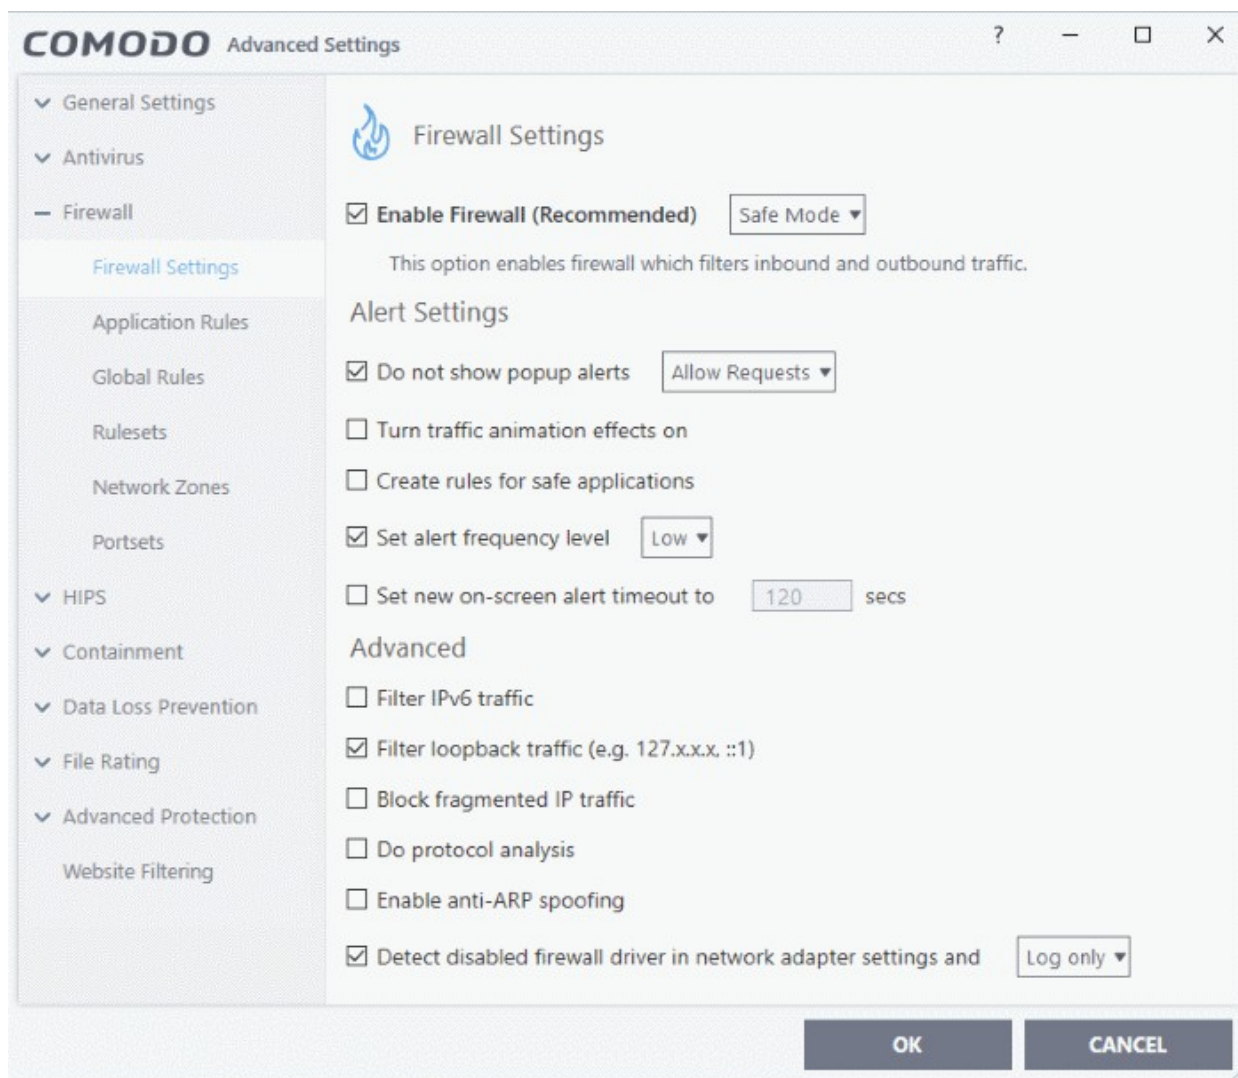 COMODO Advanced Settings ?
General Settings
Antivirus
Firewall
Firewall Settings
Application Rules
Global Rules
Rulesets
Network Zones
Portsets
HIPS
Containment
Data Loss Prevention
File Rating
Advanced Protection
Website Filtering
Firewall Settings
Enable Firewall (Recommended) Safe Mode
This option enables firewall which filters inbound and outbound traffic.
Alert Settings
Do not show popup alerts Allow Requests
Turn traffic animation effects on
Create rules for safe applications
Set alert frequency level Low
Set new on-screen alert timeout to 120 secs
Advanced
Filter IPv6 traffic
Filter loopback traffic (e.g. 127.x.x.x, ::1)
Block fragmented IP traffic
Do protocol analysis
Enable anti-ARP spoofing
Detect disabled firewall driver in network adapter settings and Log only
OK CANCEL